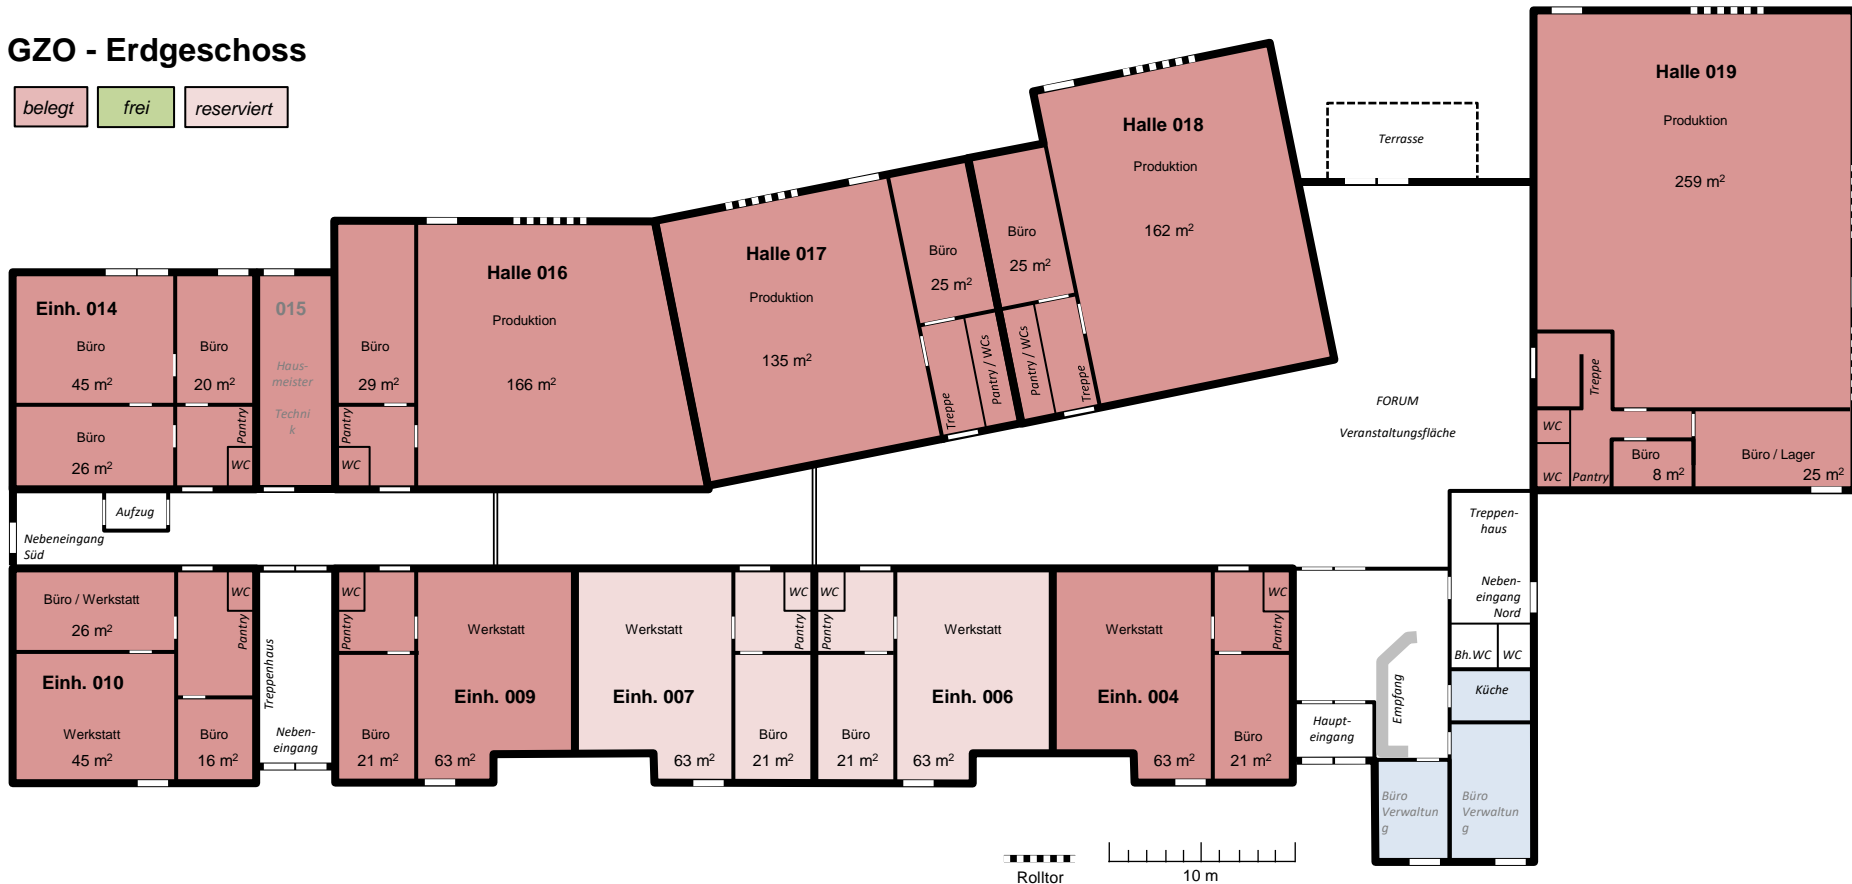 GZO - Erdgeschoss
belegt
frei
reserviert
Halle 019
Produktion
259 m²
Treppe
WC
WC
Pantry
Büro
8 m²
Büro / Lager
25 m²
Halle 018
Produktion
162 m²
Büro
25 m²
Pantry / WCs
Treppe
Terrasse
Halle 017
Produktion
135 m²
Büro
25 m²
Treppe
Pantry / WCs
Halle 016
Produktion
166 m²
Büro
29 m²
Pantry
WC
015
Haus-
meister
Techni
k
Einh. 014
Büro
45 m²
Büro
20 m²
Büro
26 m²
Pantry
WC
FORUM
Veranstaltungsfläche
Aufzug
Nebeneingang
Süd
Treppen-
haus
Neben-
eingang
Nord
Büro / Werkstatt
26 m²
WC
Pantry
Einh. 010
Werkstatt
45 m²
Büro
16 m²
Treppenhaus
Neben-
eingang
WC
Pantry
Werkstatt
Einh. 009
Büro
21 m²
63 m²
Werkstatt
WC
Pantry
Einh. 007
63 m²
Büro
21 m²
WC
Pantry
Werkstatt
Einh. 006
Büro
21 m²
63 m²
Werkstatt
WC
Pantry
Einh. 004
63 m²
Büro
21 m²
Haupt-
eingang
Empfang
Bh.WC
WC
Küche
Büro
Verwaltun
g
Büro
Verwaltun
g
Rolltor
10 m